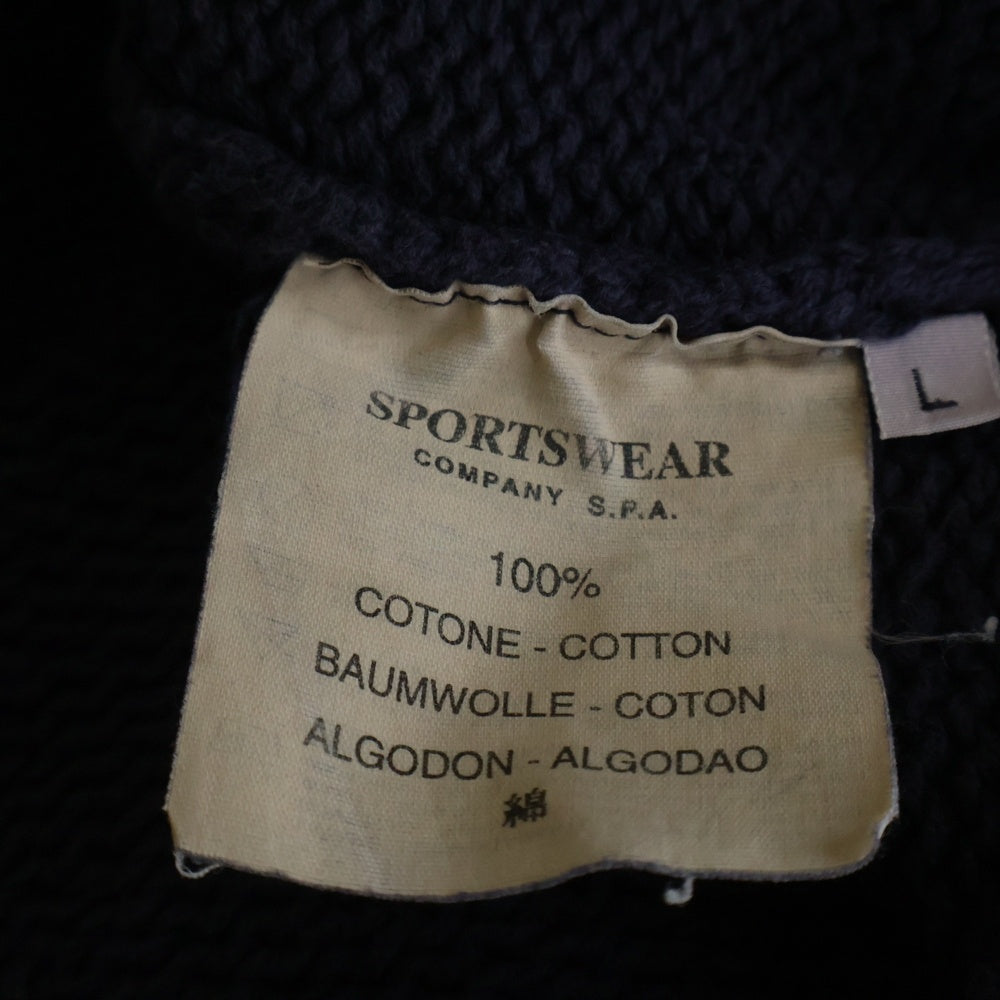 SPORTSWEAR
COMPANY S.P.A.
100%
COTONE - COTTON
BAUMWOLLE - COTON
ALGODON - ALGODAO
綿
L